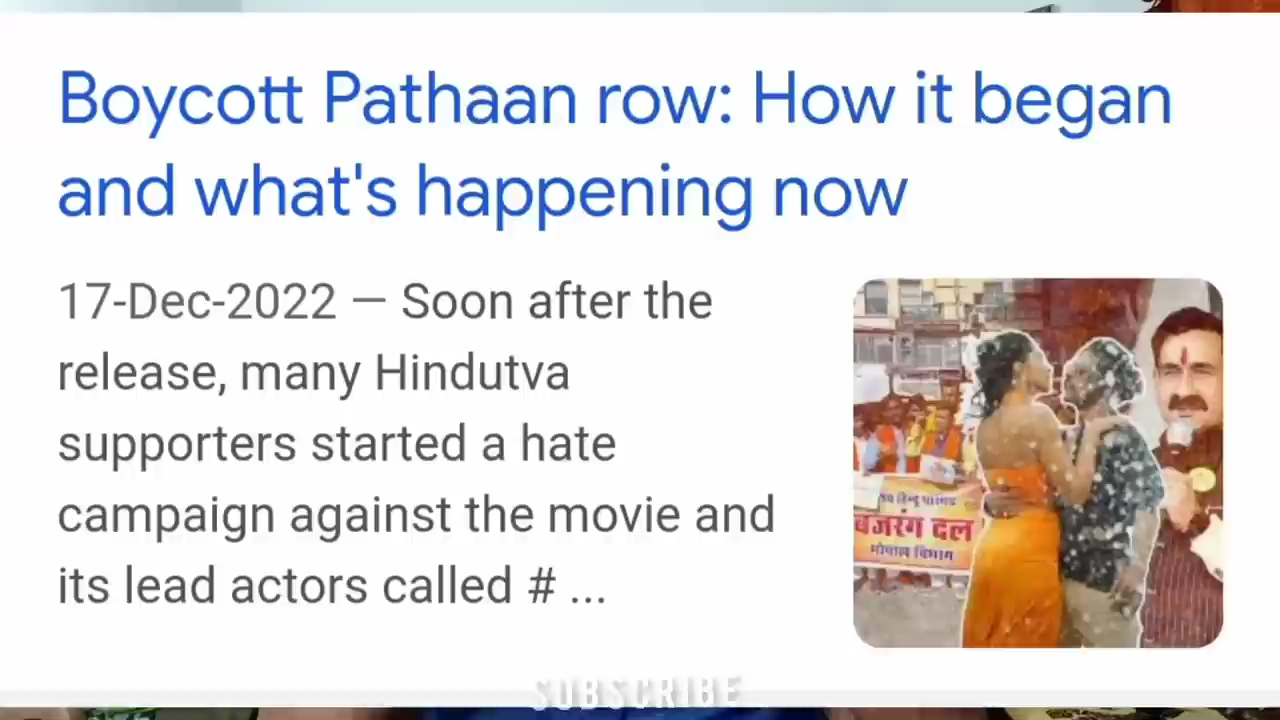 Boycott Pathaan row: How it began
and what's happening now
17-Dec-2022 — Soon after the
release, many Hindutva
supporters started a hate
campaign against the movie and
its lead actors called # ...
बजरंग दल
भोपाल विभाग
SUBSCRIBE